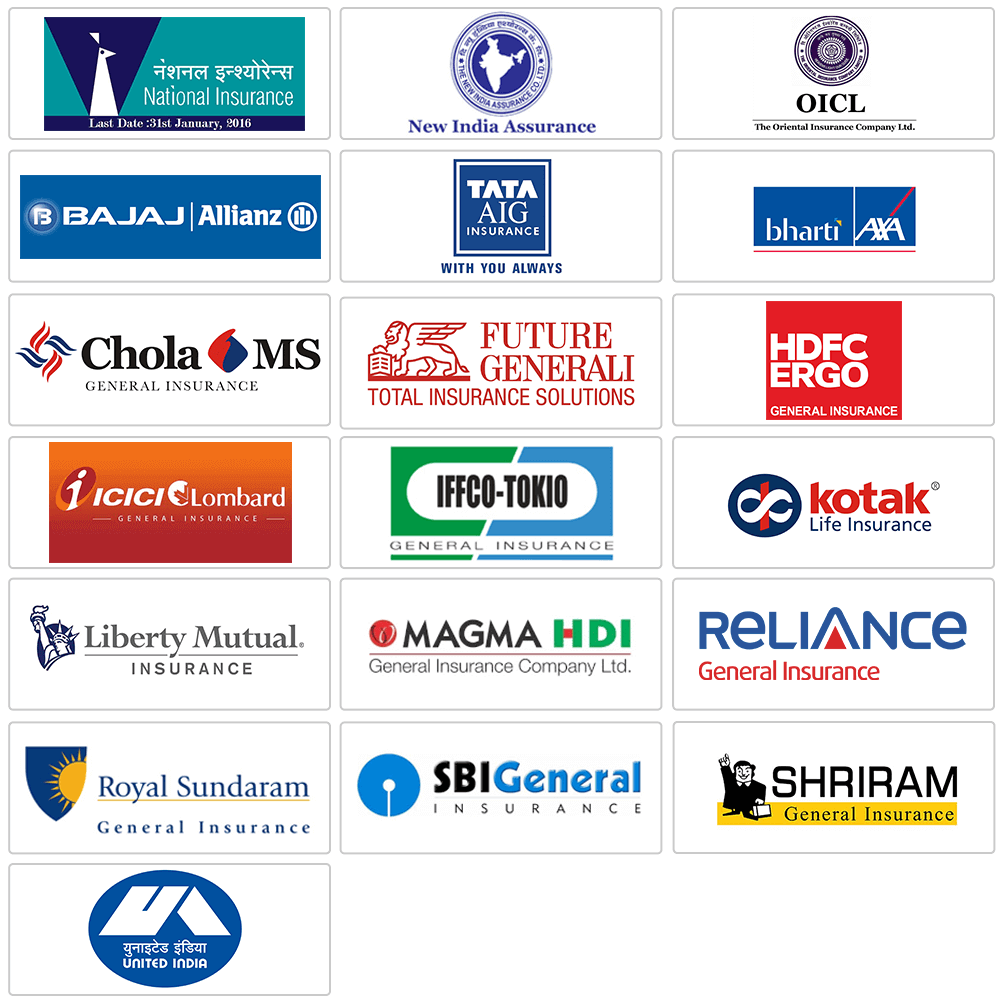 नेशनल इन्श्योरेन्स
National Insurance
Last Date :31st January, 2016
THE NEW INDIA ASSURANCE CO. LTD.
New India Assurance
OICL
The Oriental Insurance Company Ltd.
B BAJAJ | Allianz
TATA
AIG
INSURANCE
WITH YOU ALWAYS
bharti AXA
Chola MS
GENERAL INSURANCE
FUTURE
GENERALI
TOTAL INSURANCE SOLUTIONS
HDFC
ERGO
GENERAL INSURANCE
i ICICI Lombard
GENERAL INSURANCE
IFFCO-TOKIO
GENERAL INSURANCE
kotak®
Life Insurance
Liberty Mutual®
INSURANCE
MAGMA HDI
General Insurance Company Ltd.
RELIANCE
General Insurance
Royal Sundaram
General Insurance
SBIGeneral
INSURANCE
SHRIRAM
General Insurance
युनाइटेड इंडिया
UNITED INDIA